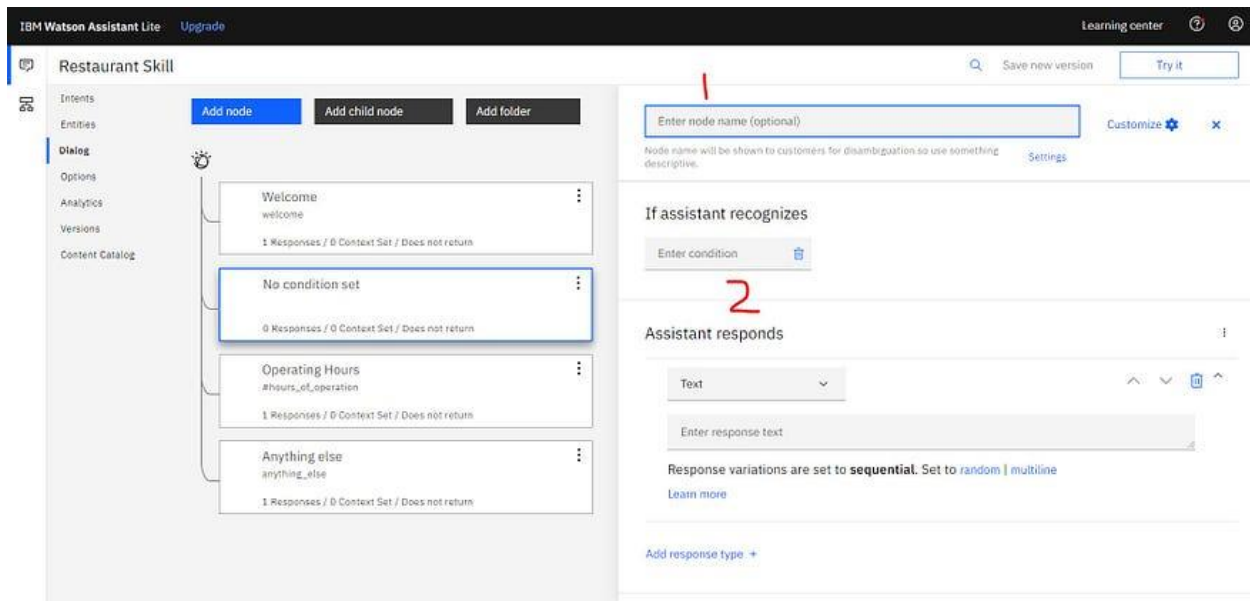 IBM Watson Assistant Lite Upgrade Learning center
Restaurant Skill Save new version Try it
Intents
Entities
Dialog
Options
Analytics
Versions
Content Catalog
Add node Add child node Add folder
Welcome
welcome
1 Responses / 0 Context Set / Does not return
No condition set
0 Responses / 0 Context Set / Does not return
Operating Hours
#hours_of_operation
1 Responses / 0 Context Set / Does not return
Anything else
anything_else
1 Responses / 0 Context Set / Does not return
1
Enter node name (optional)
Customize
Node name will be shown to customers for disambiguation so use something
descriptive.
Settings
If assistant recognizes
Enter condition
2
Assistant responds
Text
Enter response text
Response variations are set to sequential. Set to random | multiline
Learn more
Add response type +